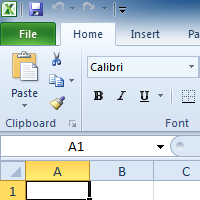 File Home Insert Pa
Calibri
Paste
B I U
Clipboard Font
A1
A B C
1